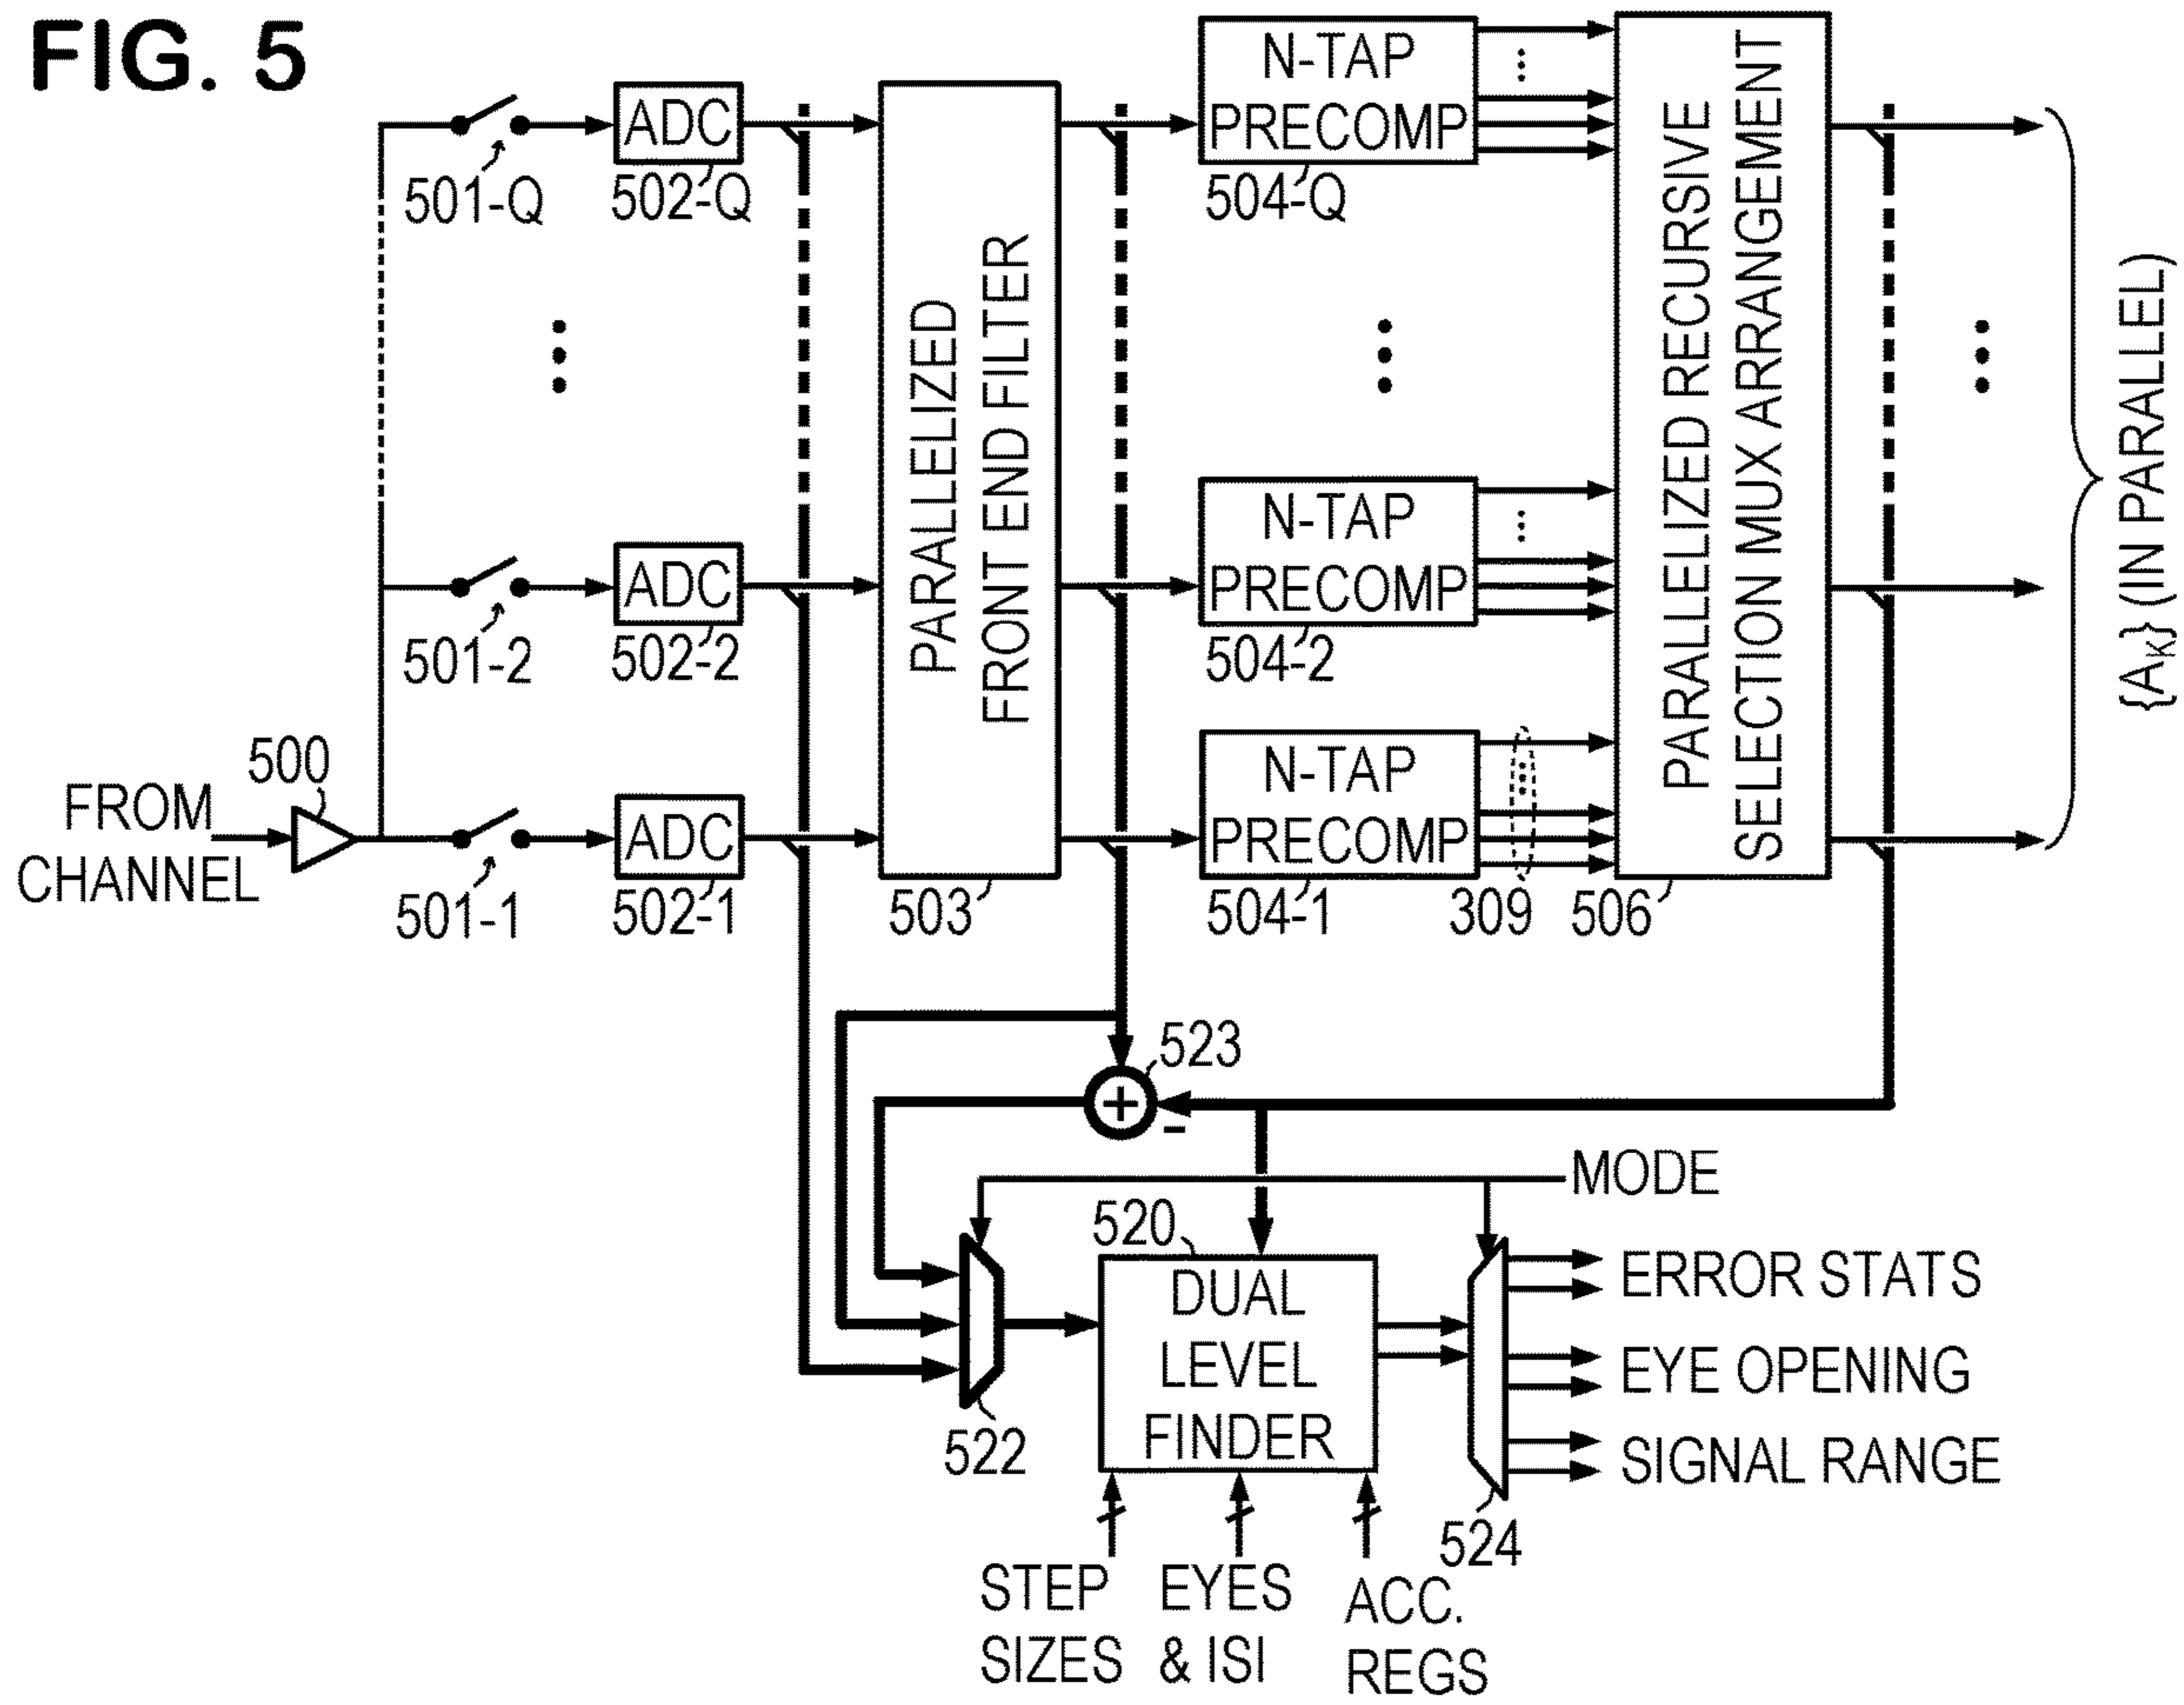 FIG. 5
N-TAP
PRECOMP
ADC
501-Q
502-Q
504-Q
PARALLELIZED
FRONT END FILTER
PARALLELIZED RECURSIVE
SELECTION MUX ARRANGEMENT
{A_K} (IN PARALLEL)
N-TAP
PRECOMP
ADC
501-2
502-2
504-2
500
FROM
CHANNEL
N-TAP
PRECOMP
ADC
501-1
502-1
503
504-1
309
506
523
+
-
MODE
520
DUAL
LEVEL
FINDER
522
ERROR STATS
EYE OPENING
SIGNAL RANGE
524
STEP
SIZES
EYES
& ISI
ACC.
REGS